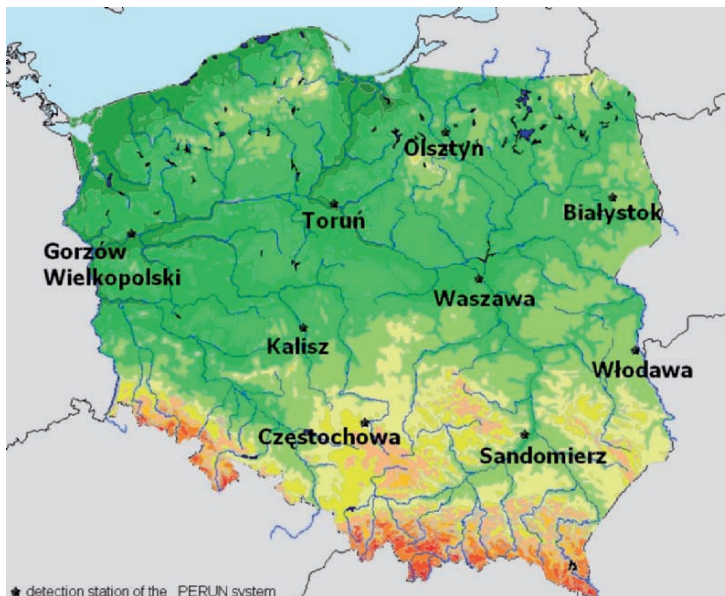 Olsztyn
Białystok
Toruń
Gorzów
Wielkopolski
Waszawa
Kalisz
Włodawa
Częstochowa
Sandomierz
detection station of the PERUN system